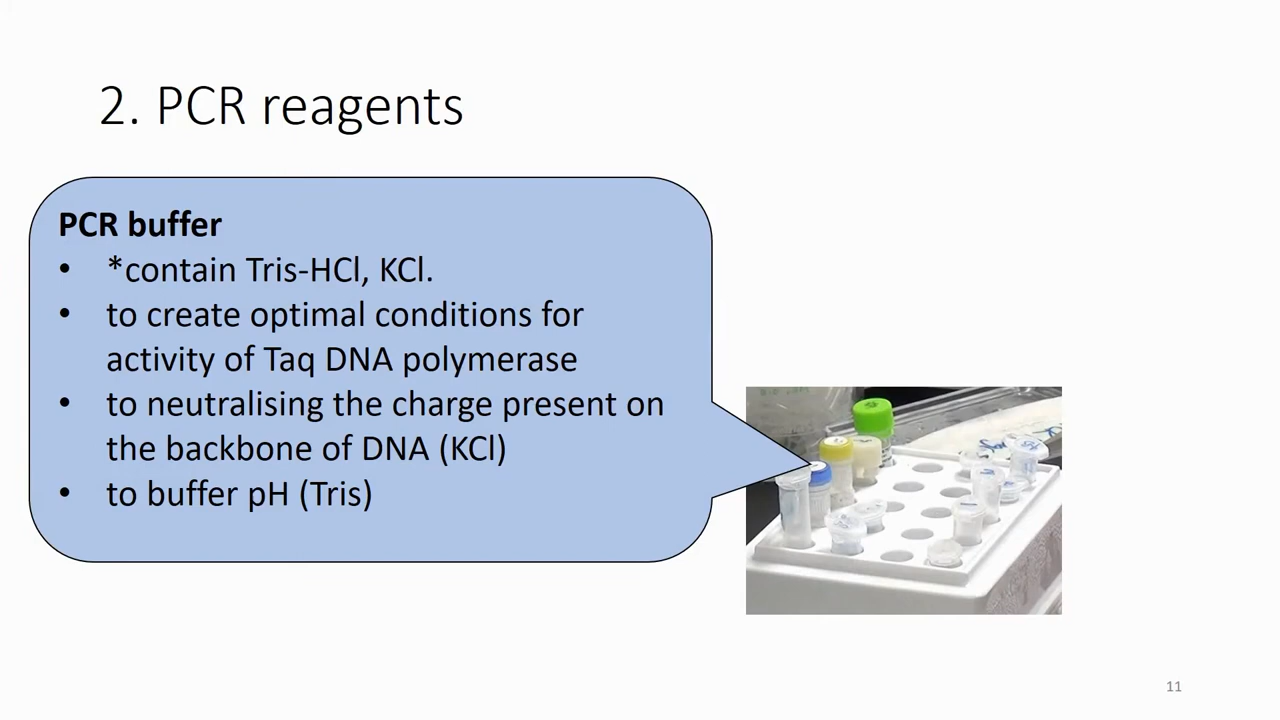 2. PCR reagents
PCR buffer
• *contain Tris-HCl, KCl.
• to create optimal conditions for
activity of Taq DNA polymerase
• to neutralising the charge present on
the backbone of DNA (KCl)
• to buffer pH (Tris)
11